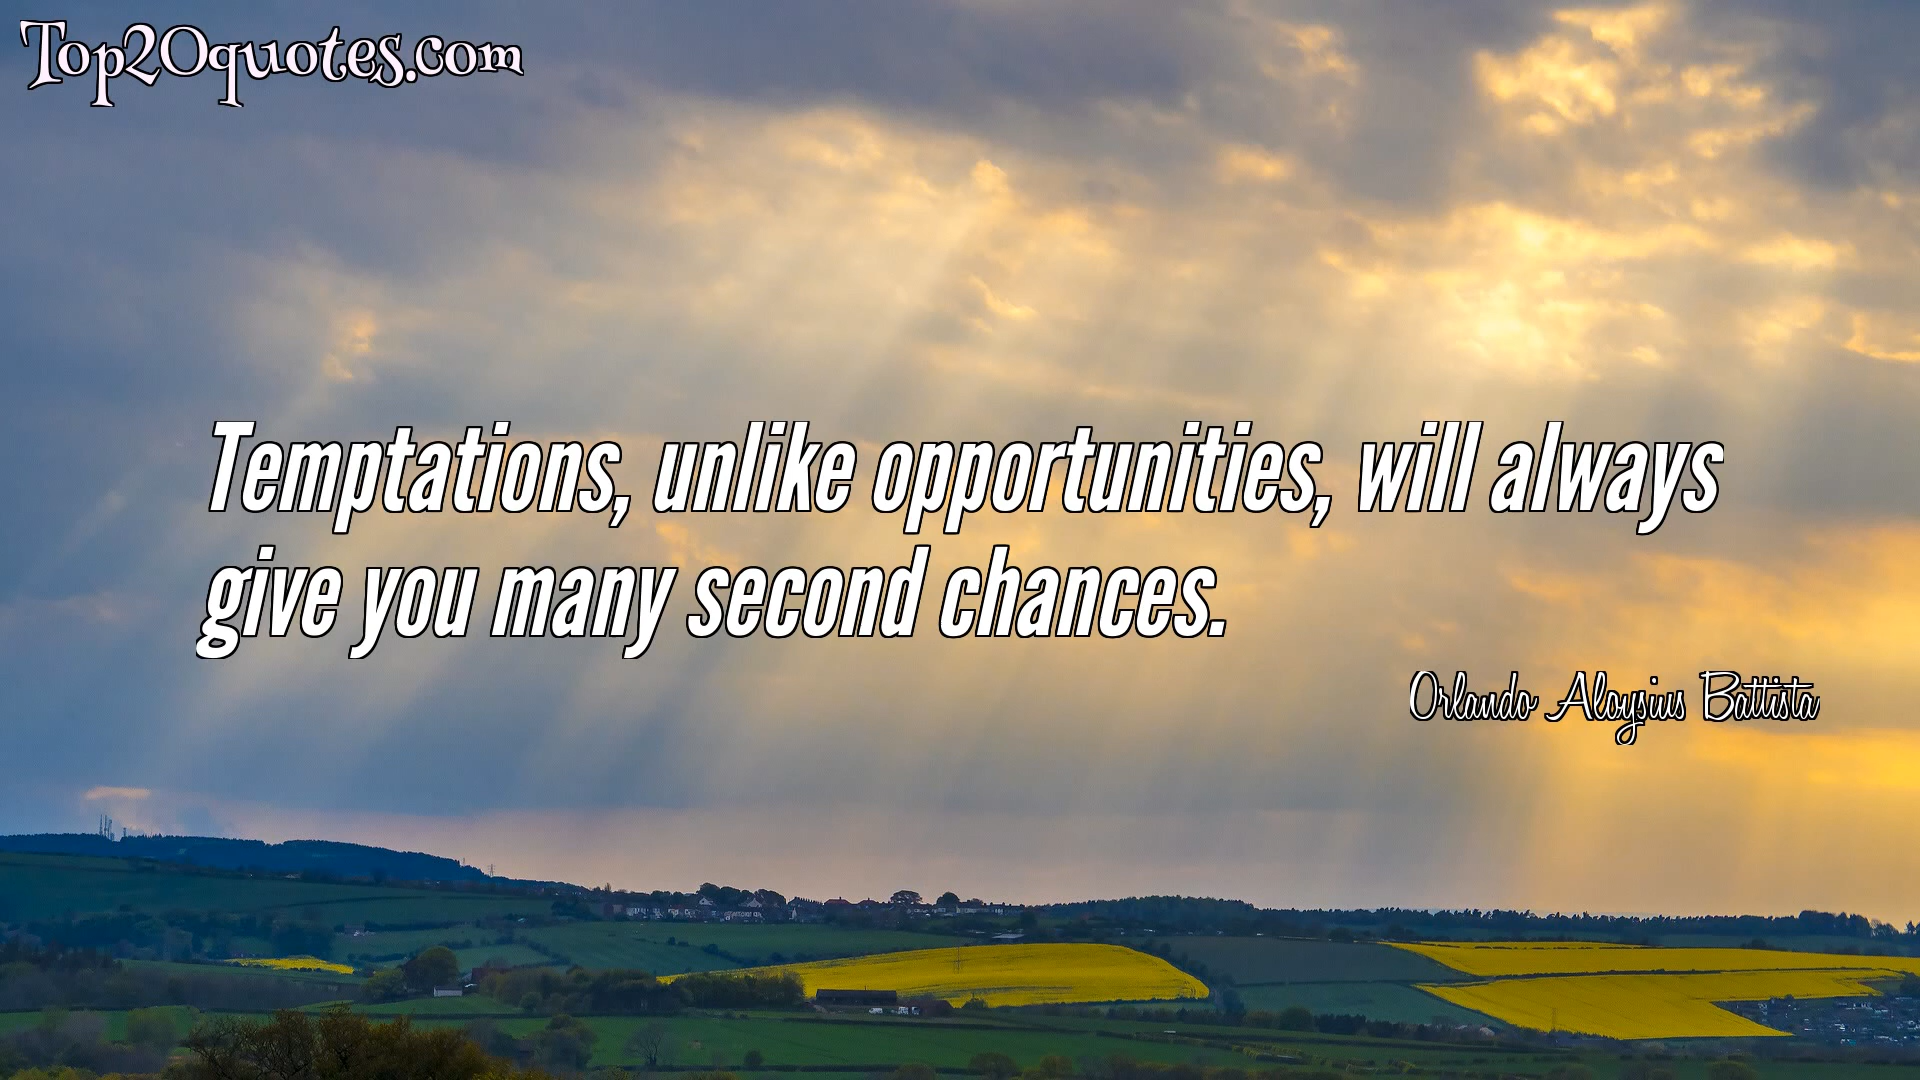 Top20quotes.com
Temptations, unlike opportunities, will always
give you many second chances.
Orlando Aloysius Battista